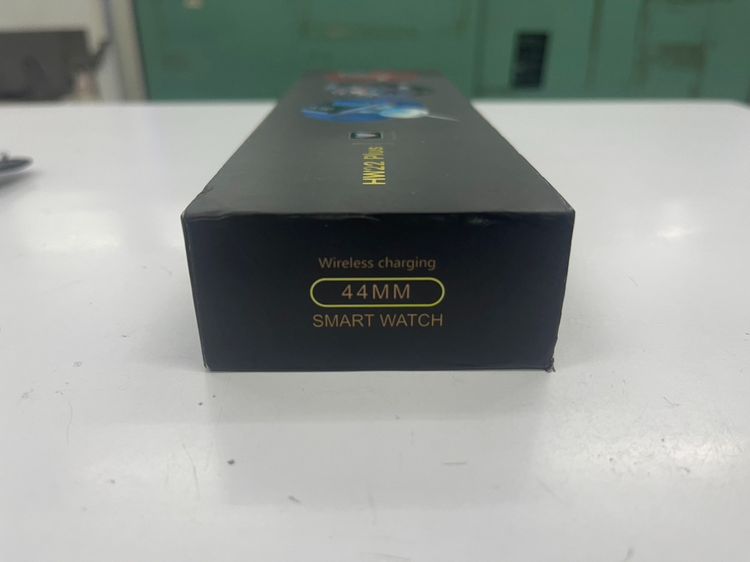 HW22 Plus
Wireless charging
44MM
SMART WATCH